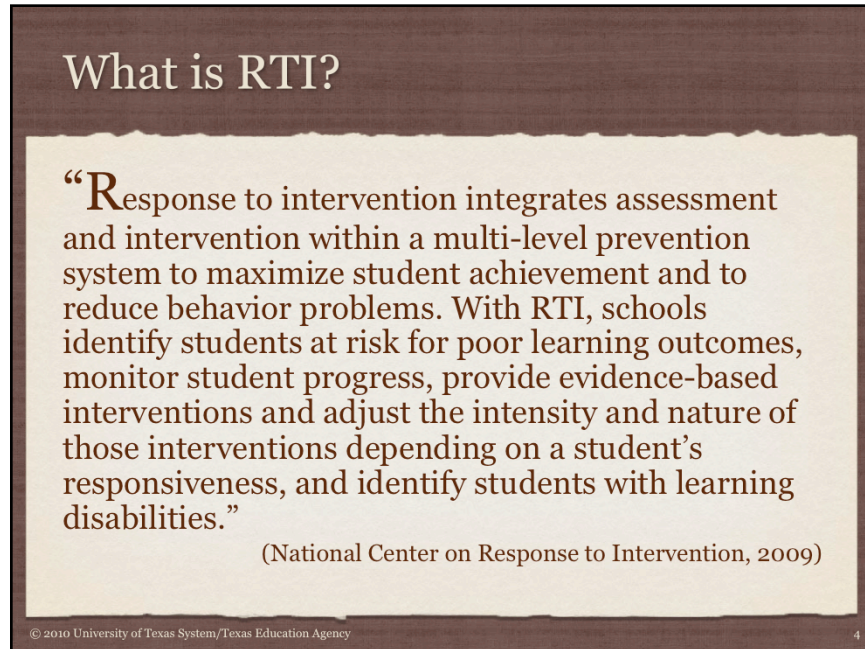 What is RTI?
“Response to intervention integrates assessment
and intervention within a multi-level prevention
system to maximize student achievement and to
reduce behavior problems. With RTI, schools
identify students at risk for poor learning outcomes,
monitor student progress, provide evidence-based
interventions and adjust the intensity and nature of
those interventions depending on a student’s
responsiveness, and identify students with learning
disabilities.”
(National Center on Response to Intervention, 2009)
© 2010 University of Texas System/Texas Education Agency
4